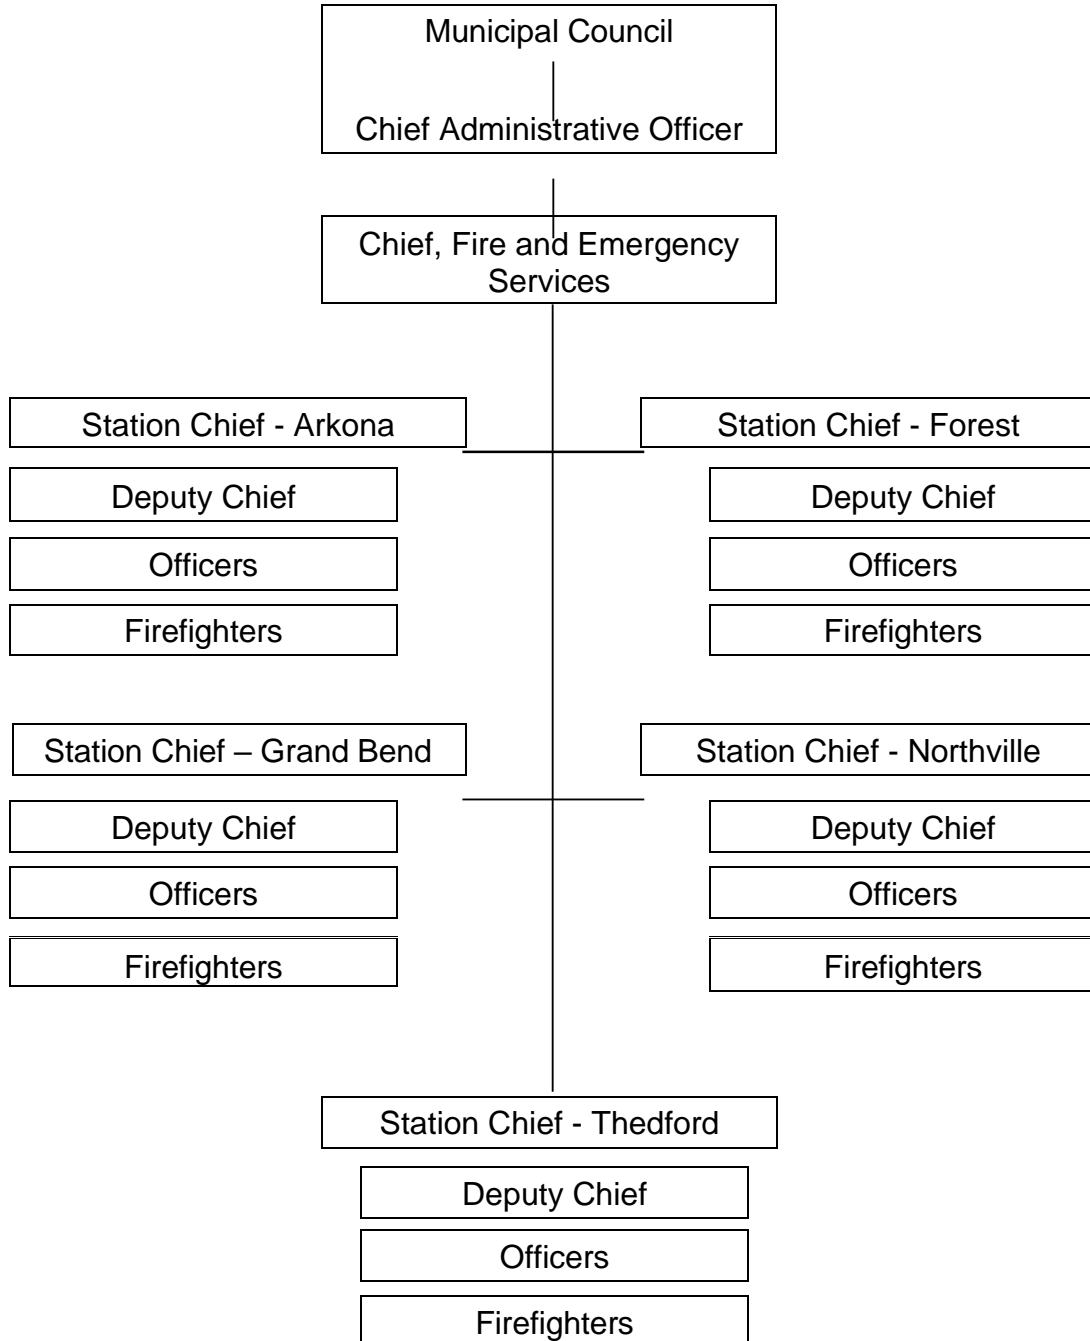 Municipal Council
Chief Administrative Officer
Chief, Fire and Emergency
Services
Station Chief - Arkona
Deputy Chief
Officers
Firefighters
Station Chief - Forest
Deputy Chief
Officers
Firefighters
Station Chief – Grand Bend
Deputy Chief
Officers
Firefighters
Station Chief - Northville
Deputy Chief
Officers
Firefighters
Station Chief - Thedford
Deputy Chief
Officers
Firefighters